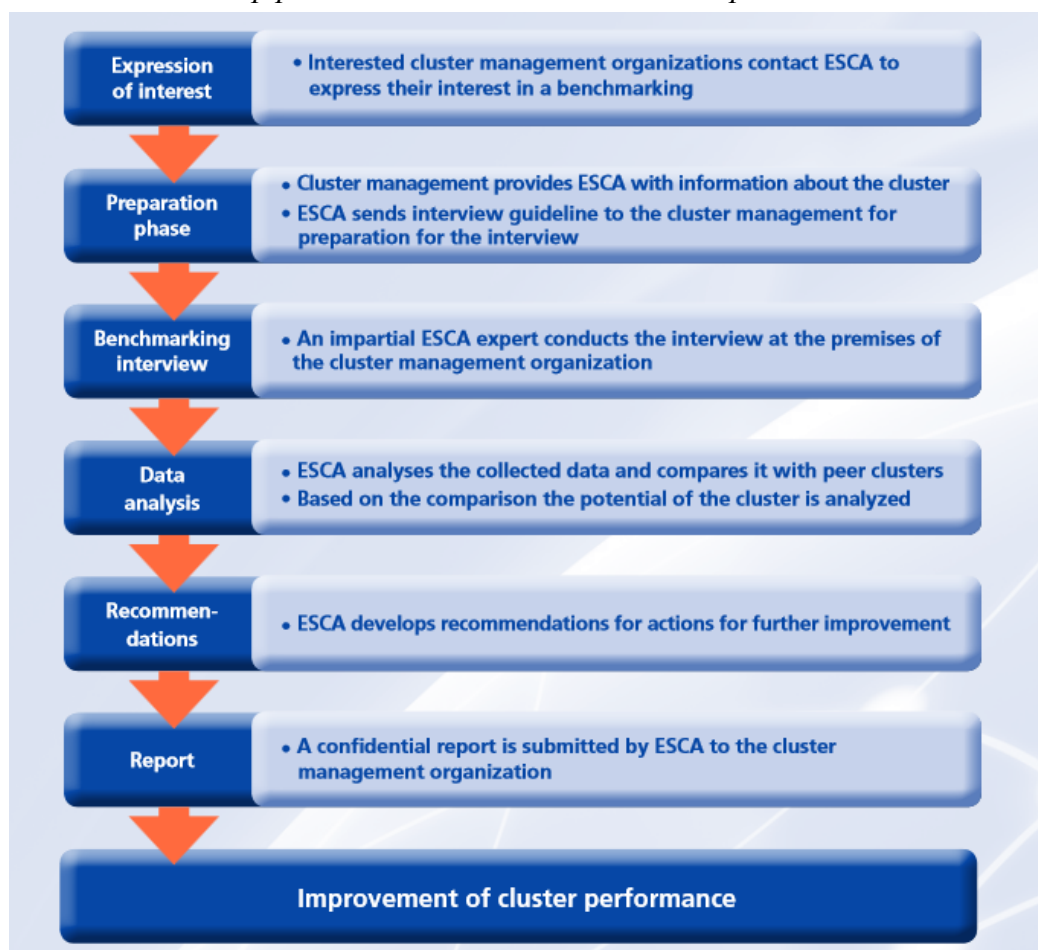 Expression
of interest
• Interested cluster management organizations contact ESCA to
express their interest in a benchmarking
Preparation
phase
• Cluster management provides ESCA with information about the cluster
• ESCA sends interview guideline to the cluster management for
preparation for the interview
Benchmarking
interview
• An impartial ESCA expert conducts the interview at the premises of
the cluster management organization
Data
analysis
• ESCA analyses the collected data and compares it with peer clusters
• Based on the comparison the potential of the cluster is analyzed
Recommen-
dations
• ESCA develops recommendations for actions for further improvement
Report
• A confidential report is submitted by ESCA to the cluster
management organization
Improvement of cluster performance